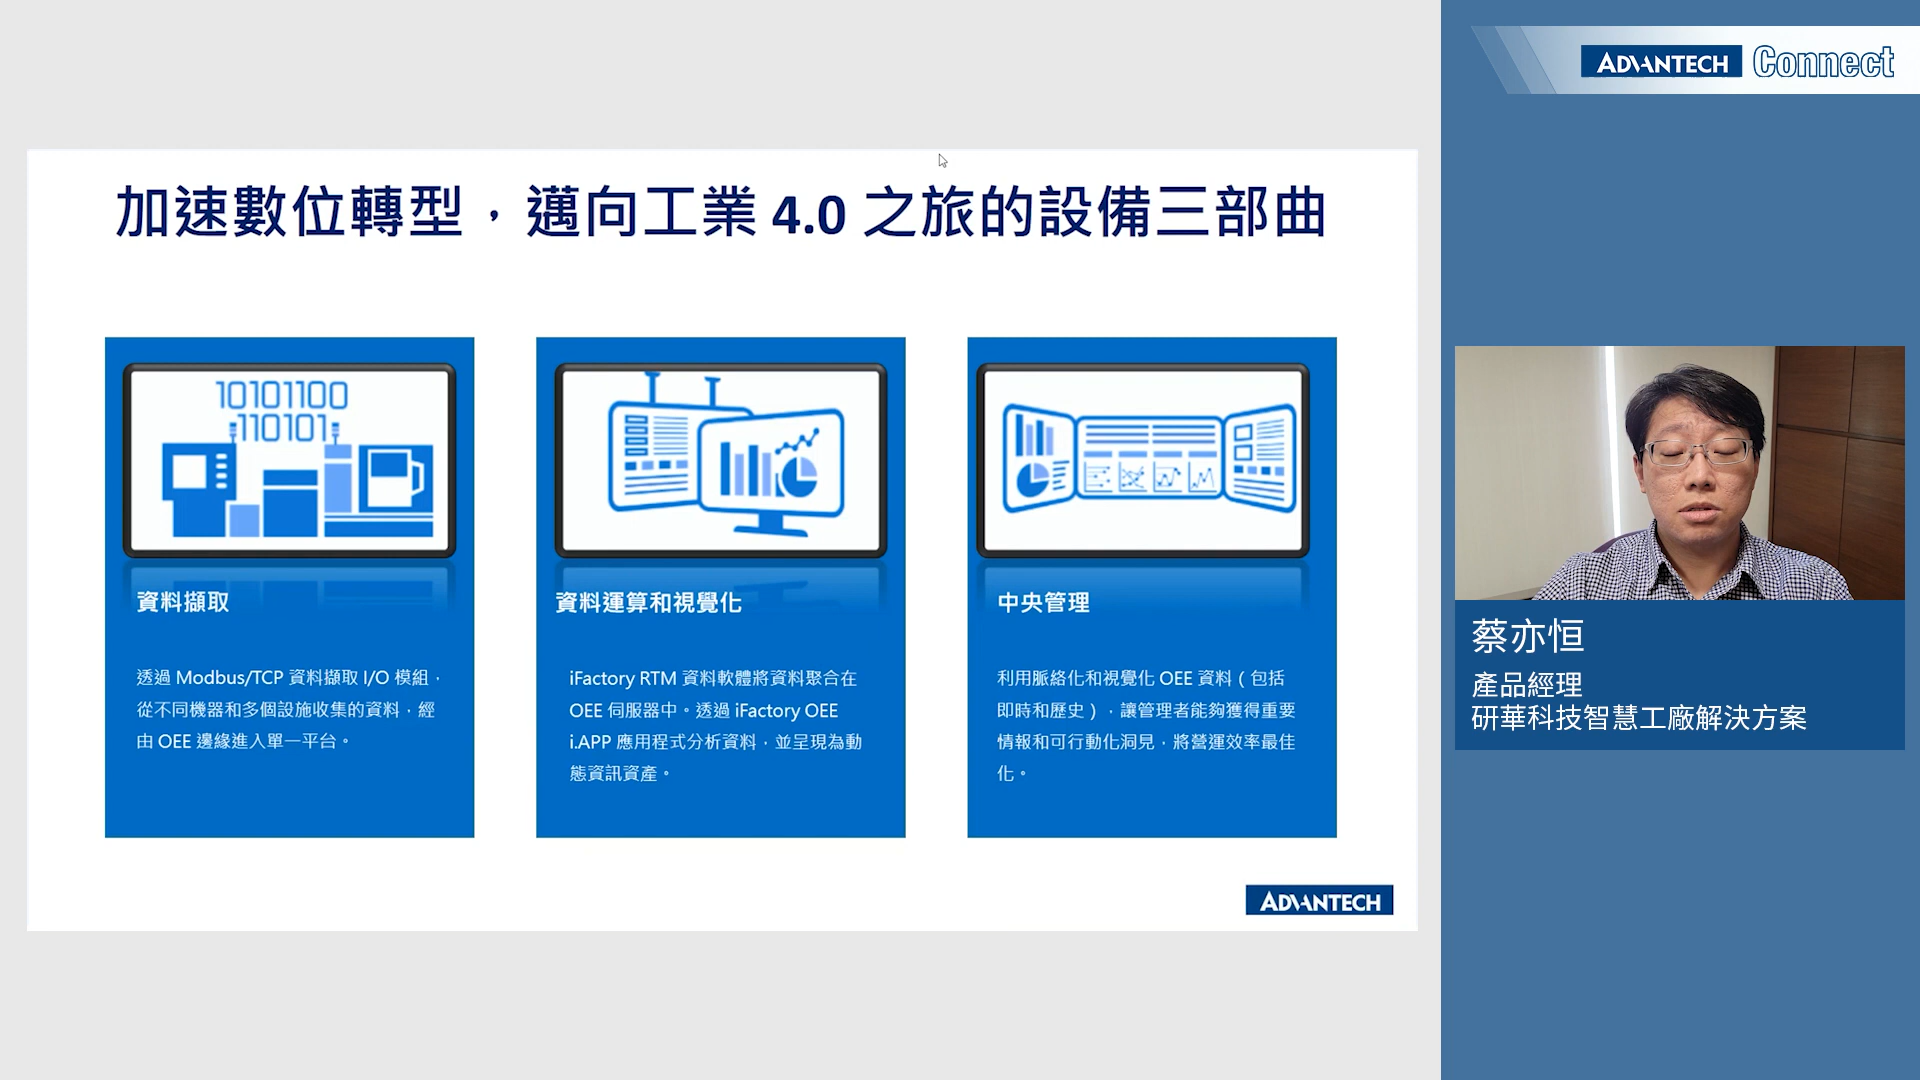 加速數位轉型，邁向工業 4.0 之旅的設備三部曲
10101100
110101
資料擷取
透過 Modbus/TCP 資料擷取 I/O 模組，
從不同機器和多個設施收集的資料，經
由 OEE 邊緣進入單一平台。
資料運算和視覺化
iFactory RTM 資料軟體將資料聚合在
OEE 伺服器中。透過 iFactory OEE
i.APP 應用程式分析資料，並呈現為動
態資訊資產。
中央管理
利用脈絡化和視覺化 OEE 資料（包括
即時和歷史），讓管理者能夠獲得重要
情報和可行動化洞見，將營運效率最佳
化。
ADVANTECH
ADVANTECH Connect
蔡亦恒
產品經理
研華科技智慧工廠解決方案